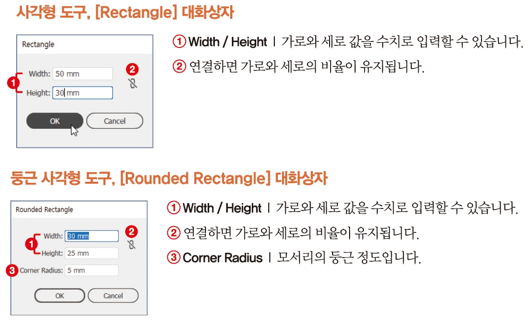 사각형 도구, [Rectangle] 대화상자
Rectangle
Width: 50 mm
Height: 30 mm
OK Cancel
1
2
① Width / Height | 가로와 세로 값을 수치로 입력할 수 있습니다.
② 연결하면 가로와 세로의 비율이 유지됩니다.
둥근 사각형 도구, [Rounded Rectangle] 대화상자
Rounded Rectangle
Width: 30 mm
Height: 25 mm
Corner Radius: 5 mm
OK Cancel
1
2
3
① Width / Height | 가로와 세로 값을 수치로 입력할 수 있습니다.
② 연결하면 가로와 세로의 비율이 유지됩니다.
③ Corner Radius | 모서리의 둥근 정도입니다.